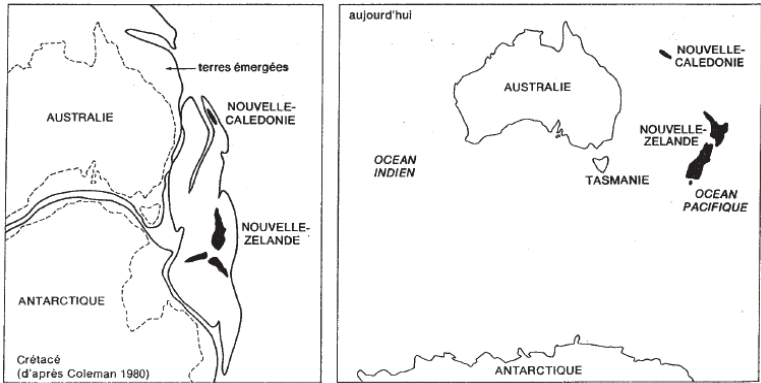 terres émergées
AUSTRALIE
NOUVELLE-
CALEDONIE
NOUVELLE-
ZELANDE
ANTARCTIQUE
Crétacé
(d'après Coleman 1980)
aujourd'hui
NOUVELLE-
CALEDONIE
AUSTRALIE
NOUVELLE-
ZELANDE
OCEAN
INDIEN
TASMANIE
OCEAN
PACIFIQUE
ANTARCTIQUE